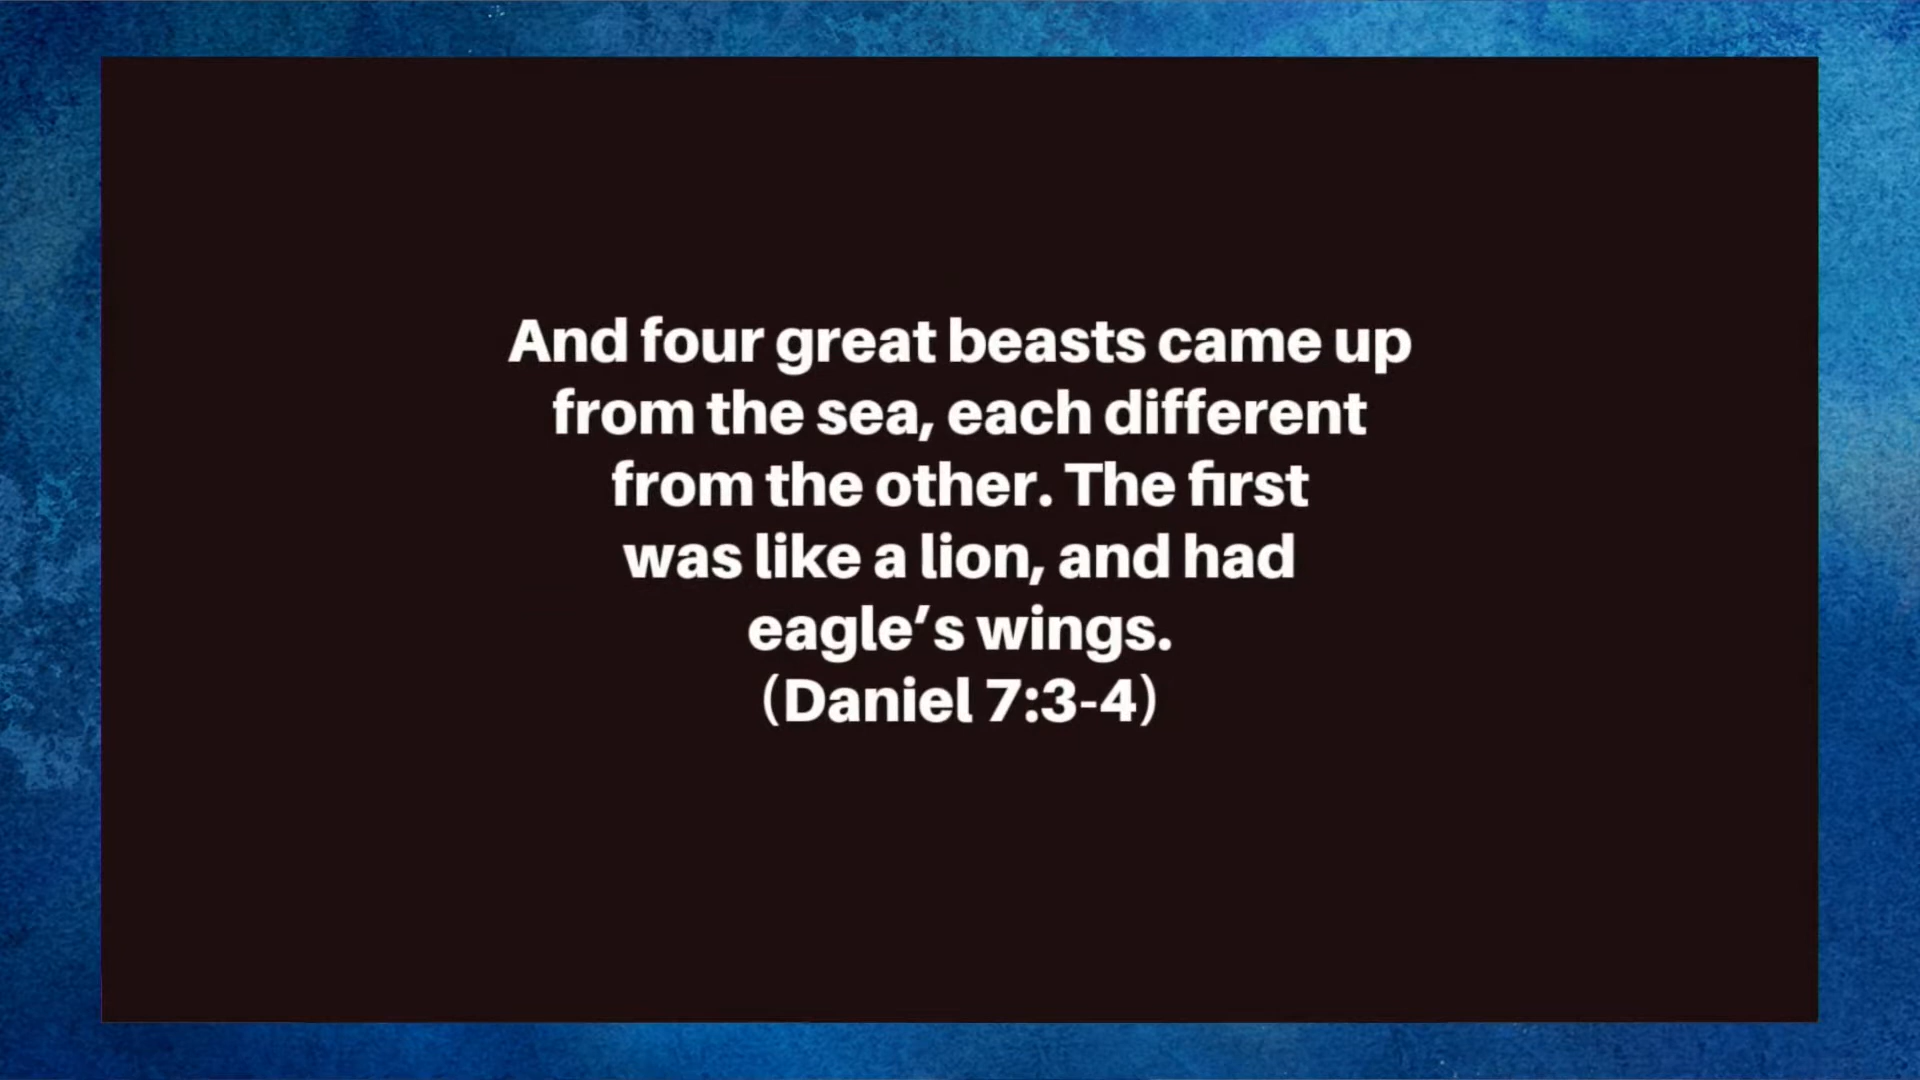 And four great beasts came up
from the sea, each different
from the other. The first
was like a lion, and had
eagle’s wings.
(Daniel 7:3-4)